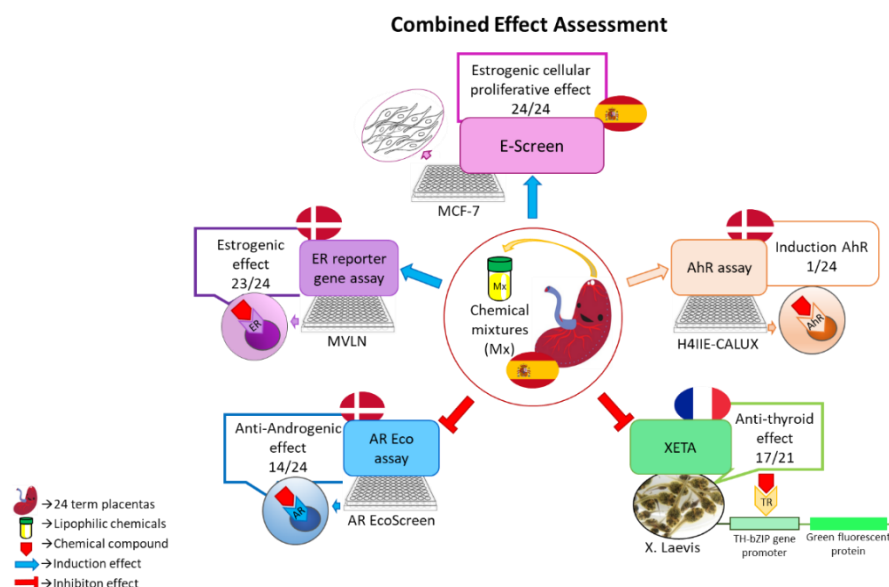 Combined Effect Assessment
Estrogenic cellular
proliferative effect
24/24
E-Screen
MCF-7
Estrogenic
effect
23/24
ER reporter
gene assay
ER
MVLN
Mx
Chemical
mixtures
(Mx)
AhR assay
Induction AhR
1/24
AhR
H4IIE-CALUX
Anti-Androgenic
effect
14/24
AR Eco
assay
AR
AR EcoScreen
XETA
Anti-thyroid
effect
17/21
TR
X. Laevis
TH-bZIP gene
promoter
Green fluorescent
protein
→24 term placentas
→Lipophilic chemicals
→Chemical compound
→Induction effect
→Inhibiton effect